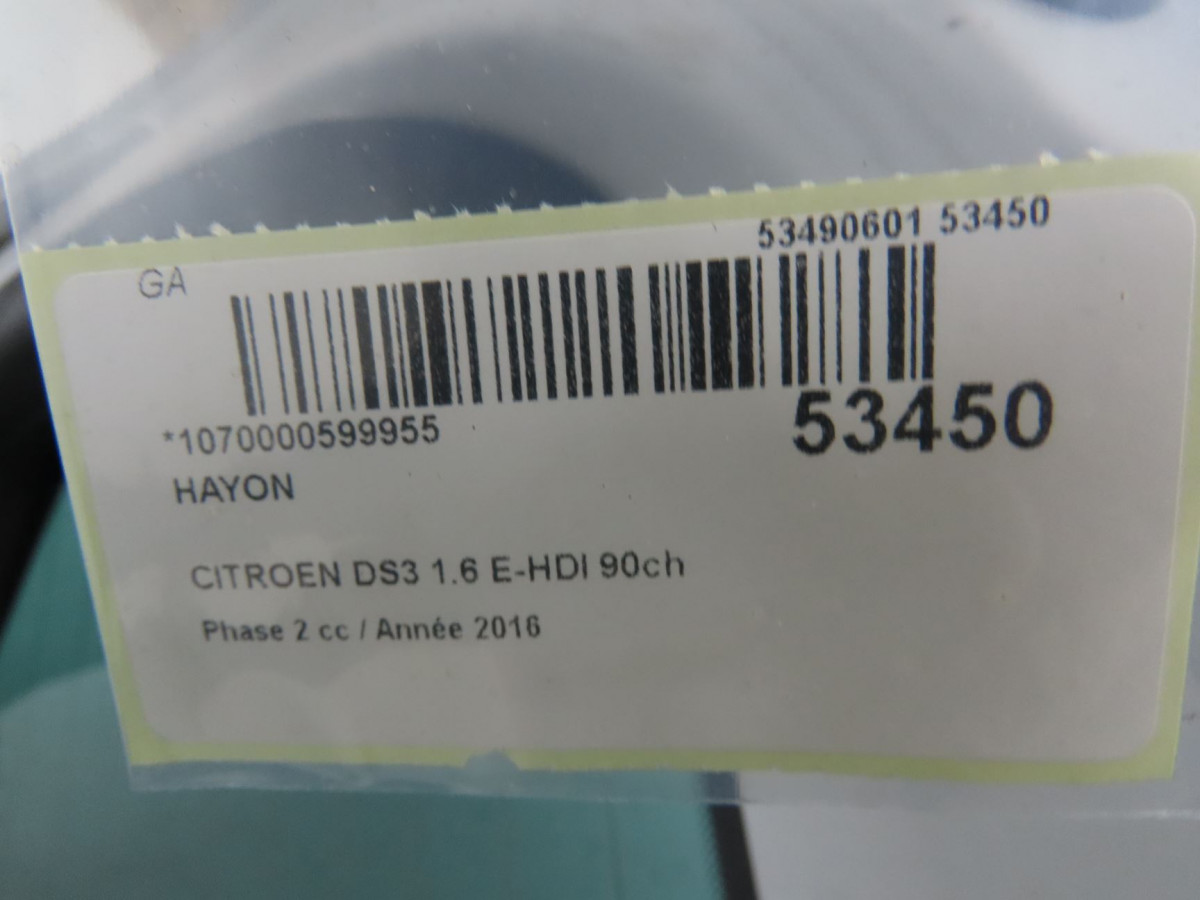 53490601 53450
GA
53450
*1070000599955
HAYON
CITROEN DS3 1.6 E-HDI 90ch
Phase 2 cc / Année 2016